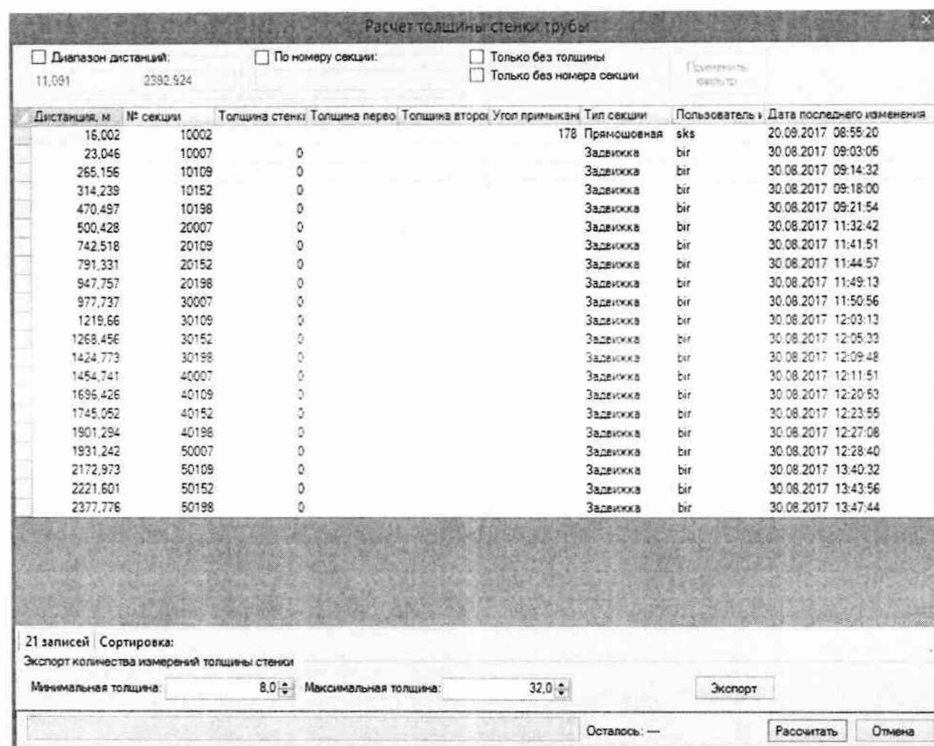 Расчет толщины стенки трубы
Диапазон дистанций: По номеру секции: Только без толщины
Только без номера секции
Применить фильтр
11,091 2392,924
Дистанция, м № секции Толщина стенки Толщина перво Толщина второй Угол примыкани Тип секции Пользователь и Дата последнего изменения
16,002 10002 178 Прямошовная sks 20.09.2017 08:55:20
23,046 10007 0 Задвижка bir 30.08.2017 09:03:05
265,156 10109 0 Задвижка bir 30.08.2017 09:14:32
314,239 10152 0 Задвижка bir 30.08.2017 09:18:00
470,497 10198 0 Задвижка bir 30.08.2017 09:21:54
500,428 20007 0 Задвижка bir 30.08.2017 11:32:42
742,518 20109 0 Задвижка bir 30.08.2017 11:41:51
791,331 20152 0 Задвижка bir 30.08.2017 11:44:57
947,757 20198 0 Задвижка bir 30.08.2017 11:49:13
977,737 30007 0 Задвижка bir 30.08.2017 11:50:56
1219,66 30109 0 Задвижка bir 30.08.2017 12:03:13
1268,456 30152 0 Задвижка bir 30.08.2017 12:05:33
1424,773 30198 0 Задвижка bir 30.08.2017 12:09:48
1454,741 40007 0 Задвижка bir 30.08.2017 12:11:51
1696,426 40109 0 Задвижка bir 30.08.2017 12:20:53
1745,052 40152 0 Задвижка bir 30.08.2017 12:23:55
1901,294 40198 0 Задвижка bir 30.08.2017 12:27:08
1931,242 50007 0 Задвижка bir 30.08.2017 12:28:40
2172,973 50109 0 Задвижка bir 30.08.2017 13:40:32
2221,601 50152 0 Задвижка bir 30.08.2017 13:43:56
2377,776 50198 0 Задвижка bir 30.08.2017 13:47:44
21 записей Сортировка:
Экспорт количества измерений толщины стенки
Минимальная толщина: 8,0 Максимальная толщина: 32,0 Экспорт
Осталось: — Рассчитать Отмена